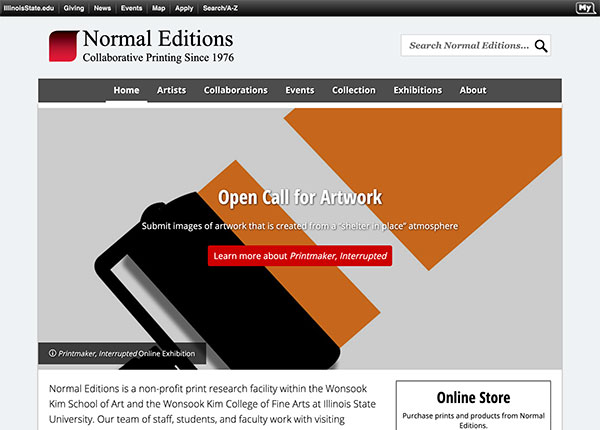 IllinoisState.edu Giving News Events Map Apply Search/A-Z My
Normal Editions
Collaborative Printing Since 1976
Search Normal Editions...
Home Artists Collaborations Events Collection Exhibitions About
Open Call for Artwork
Submit images of artwork that is created from a "shelter in place" atmosphere
Learn more about Printmaker, Interrupted
Printmaker, Interrupted Online Exhibition
Normal Editions is a non-profit print research facility within the Wonsook
Kim School of Art and the Wonsook Kim College of Fine Arts at Illinois State
University. Our team of staff, students, and faculty work with visiting
Online Store
Purchase prints and products from Normal
Editions.